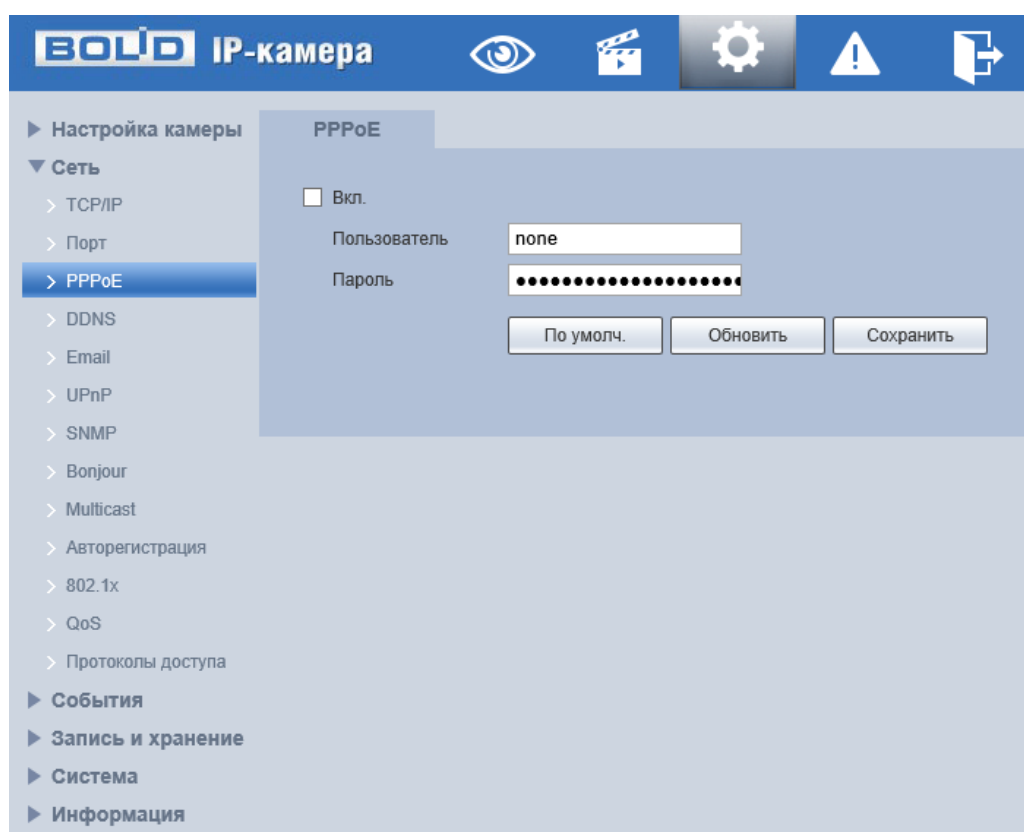 BOLID IP-камера
Настройка камеры
Сеть
TCP/IP
Порт
PPPoE
DDNS
Email
UPnP
SNMP
Bonjour
Multicast
Авторегистрация
802.1x
QoS
Протоколы доступа
События
Запись и хранение
Система
Информация
PPPoE
Вкл.
Пользователь none
Пароль ••••••••••••••••••••
По умолч. Обновить Сохранить